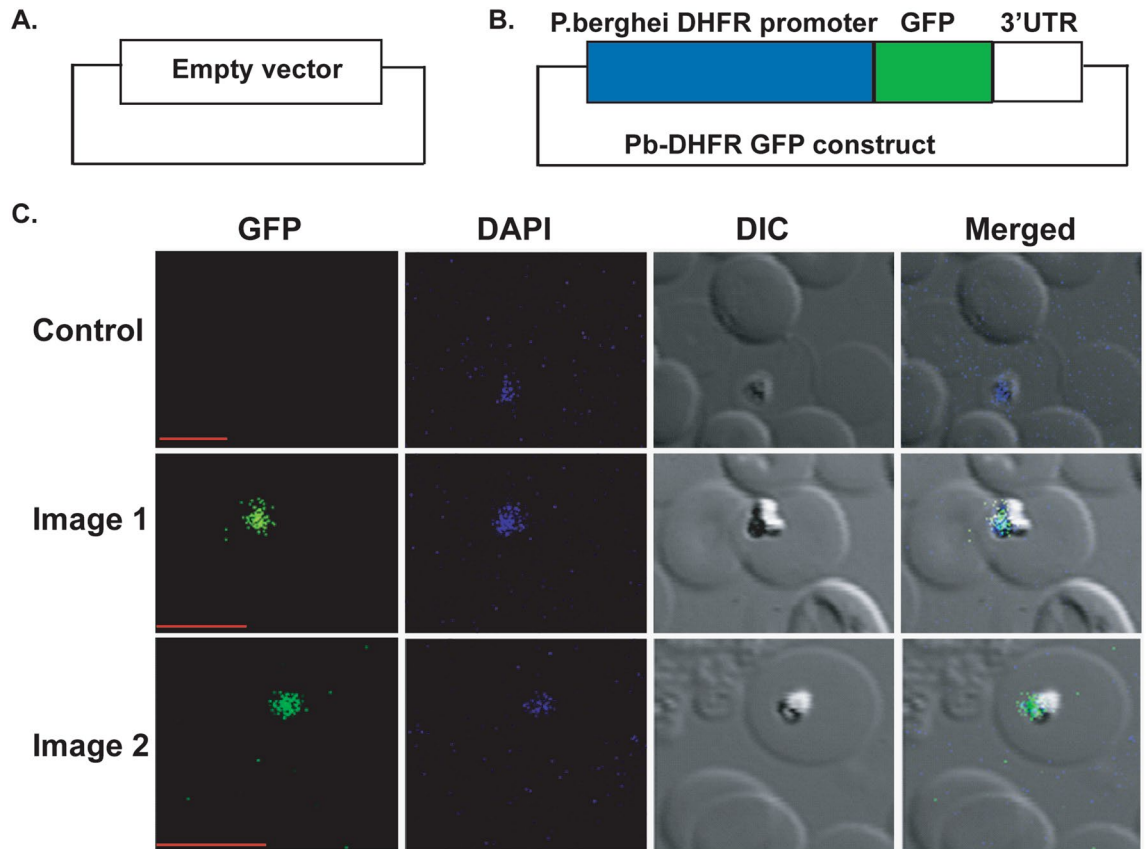 A.
Empty vector
B.
P.berghei DHFR promoter GFP 3'UTR
Pb-DHFR GFP construct
C.
GFP DAPI DIC Merged
Control
Image 1
Image 2